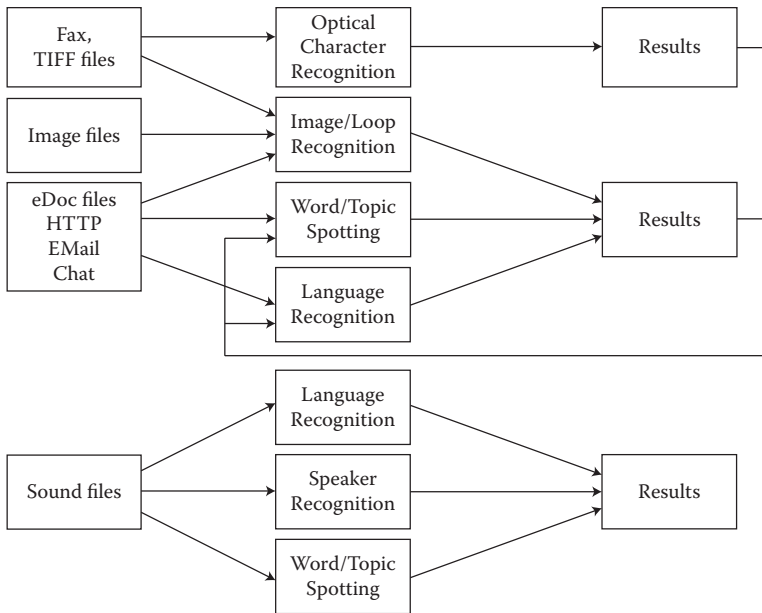 Fax,
TIFF files
Optical
Character
Recognition
Results
Image files
Image/Loop
Recognition
eDoc files
HTTP
EMail
Chat
Word/Topic
Spotting
Results
Language
Recognition
Language
Recognition
Sound files
Speaker
Recognition
Results
Word/Topic
Spotting